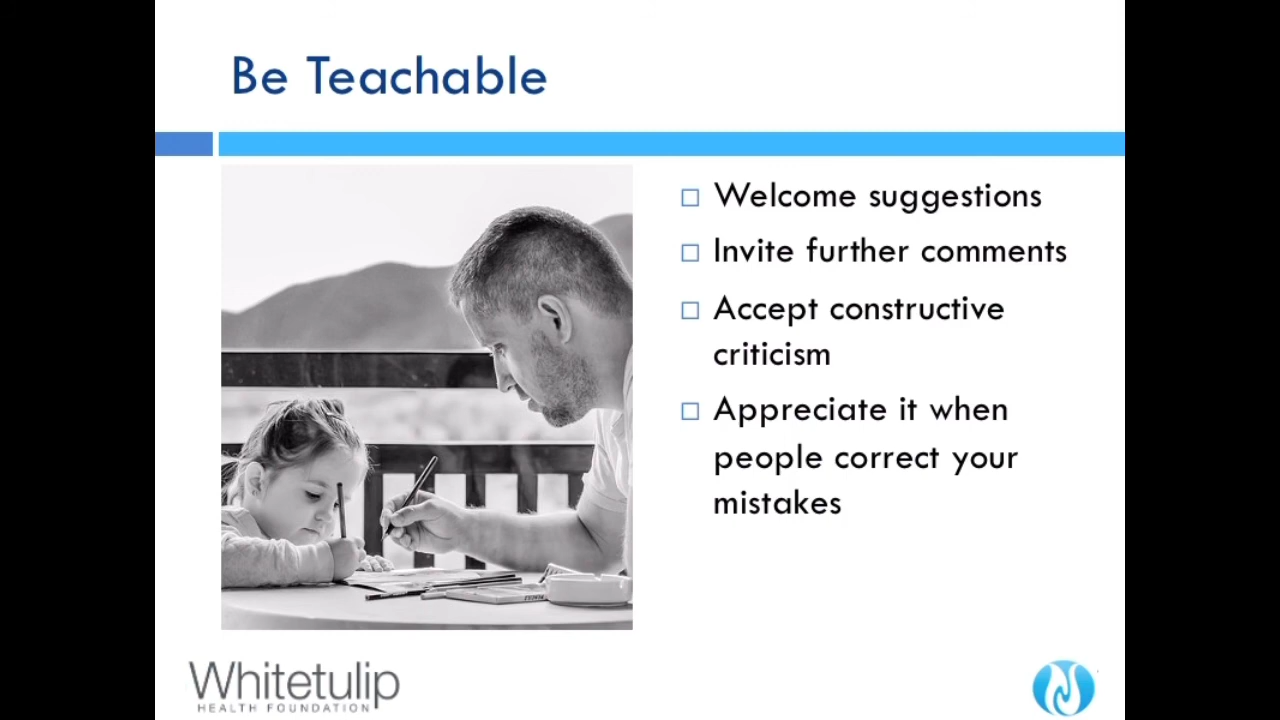 Be Teachable
Welcome suggestions
Invite further comments
Accept constructive
criticism
Appreciate it when
people correct your
mistakes
Whitetulip
HEALTH FOUNDATION